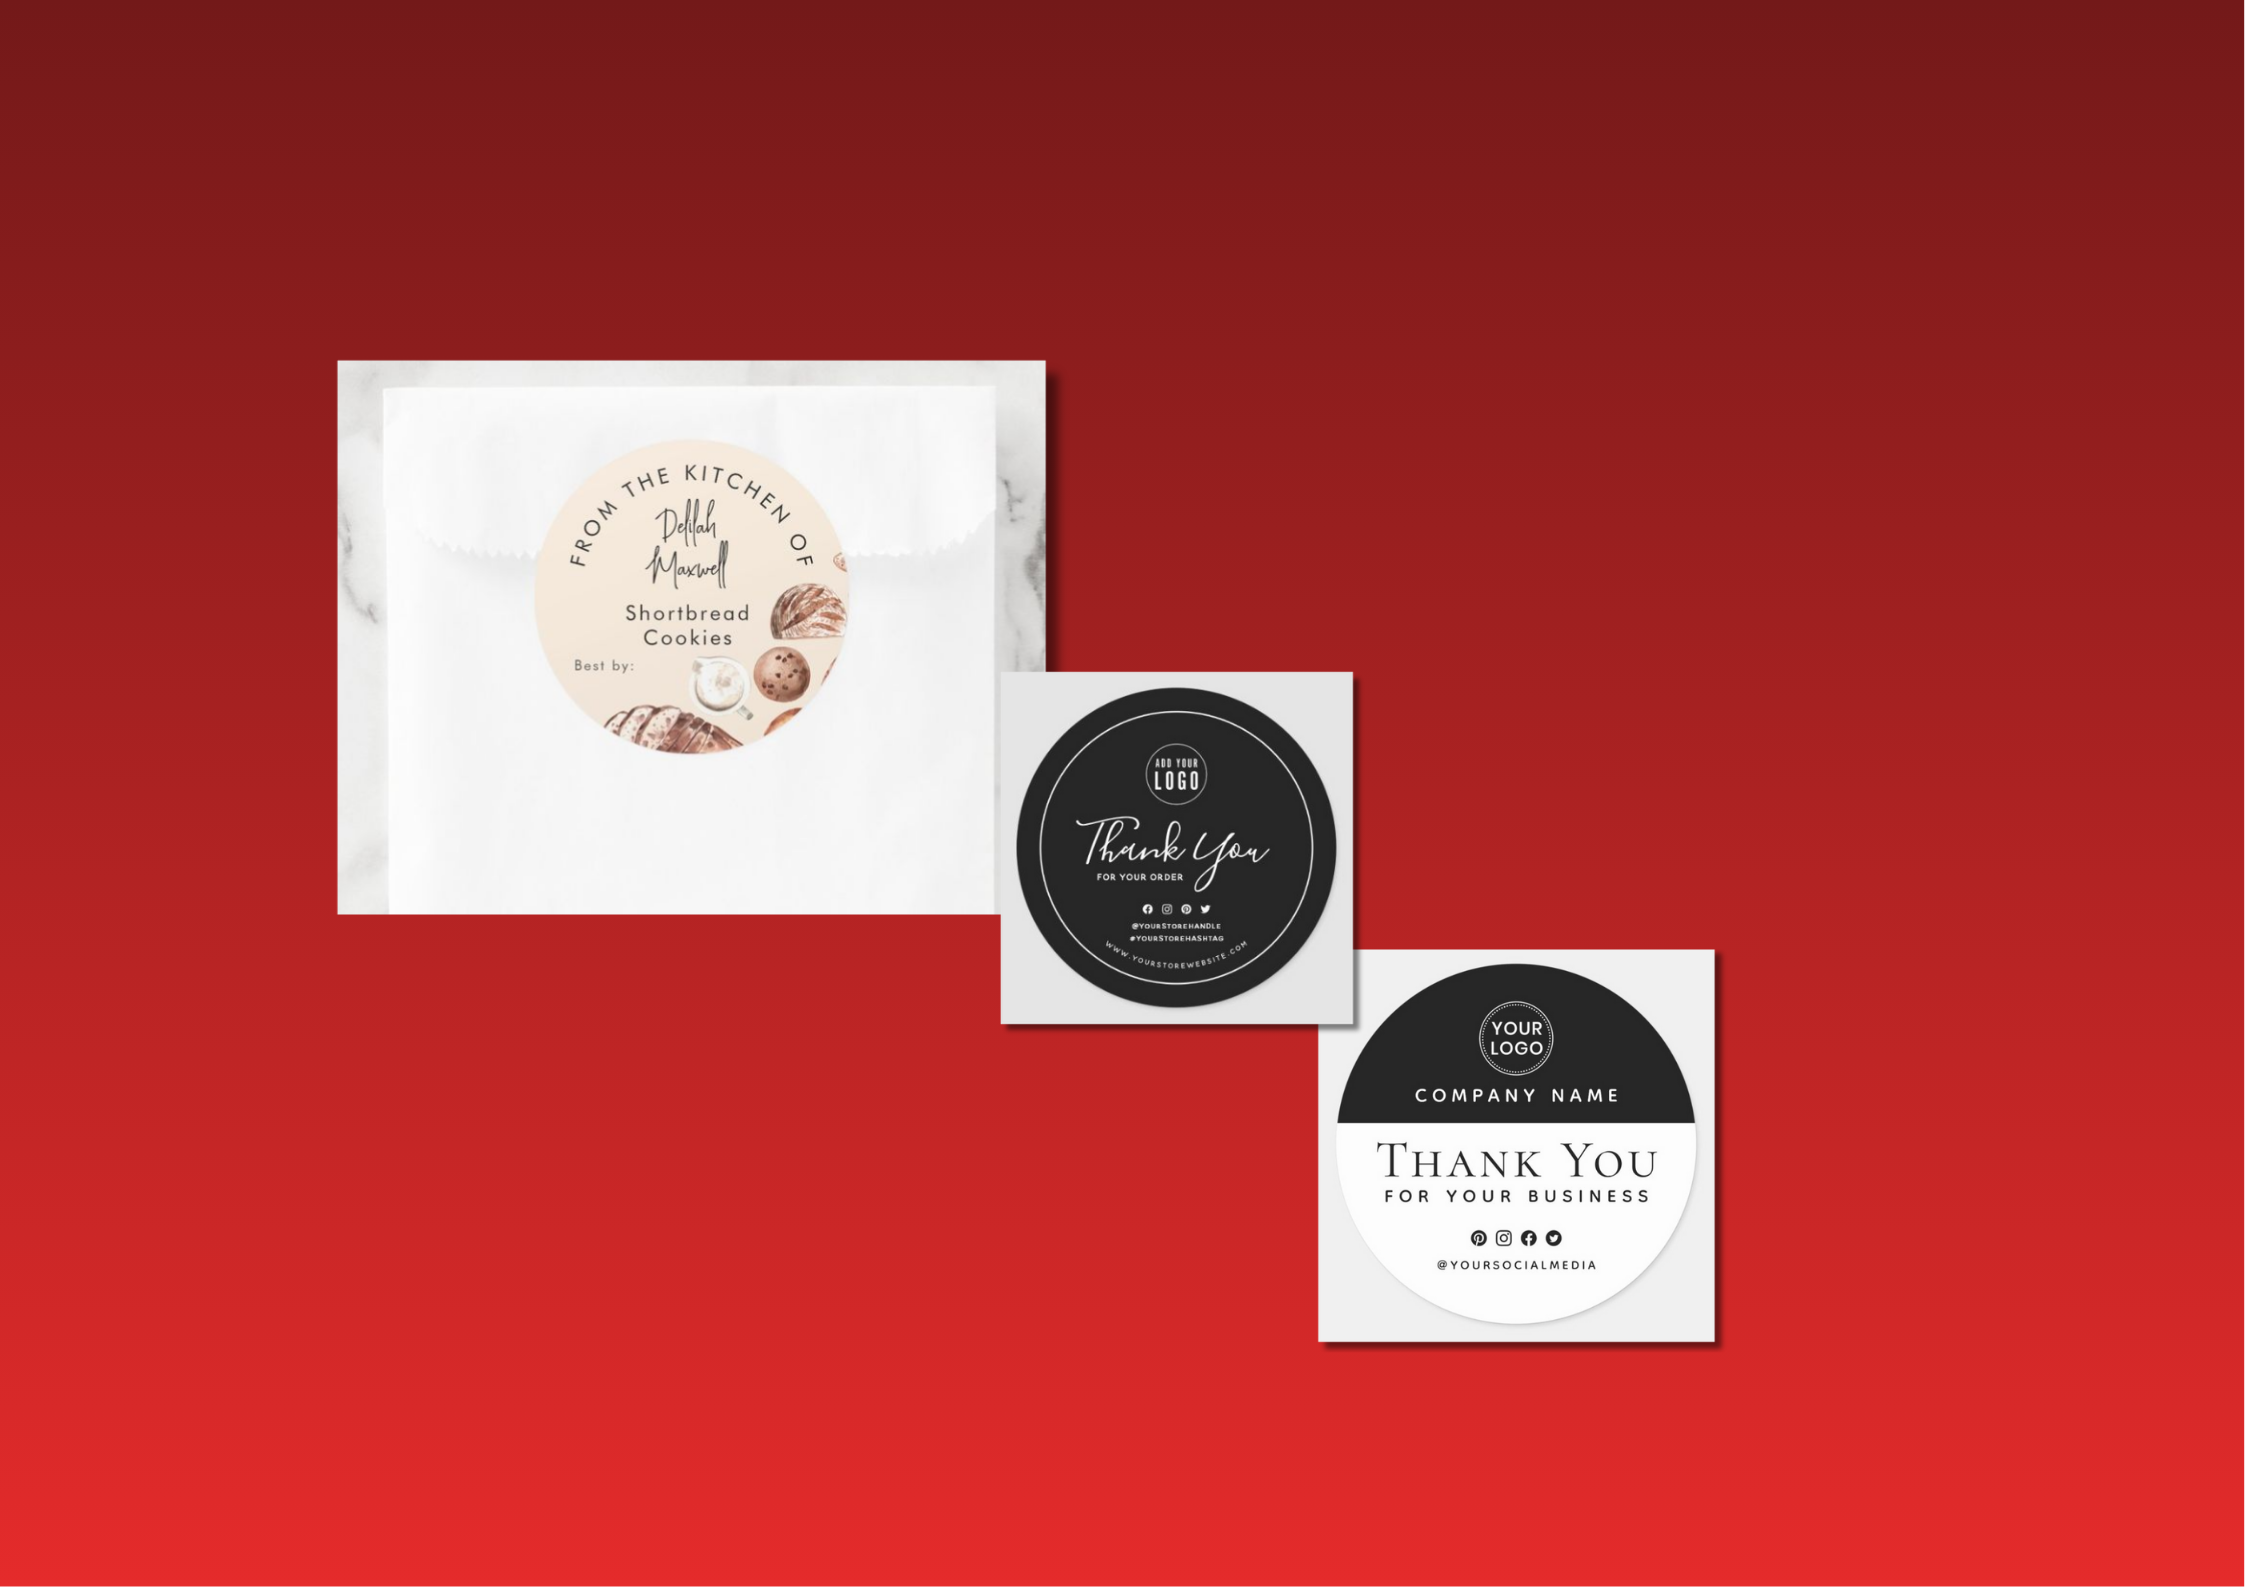 FROM THE KITCHEN OF
Delilah
Maxwell
Shortbread
Cookies
Best by:
ADD YOUR
LOGO
Thank You
FOR YOUR ORDER
@YOURSTOREHANDLE
#YOURSTOREHASHTAG
WWW.YOURSTOREWEBSITE.COM
YOUR
LOGO
COMPANY NAME
THANK YOU
FOR YOUR BUSINESS
@YOURSOCIALMEDIA